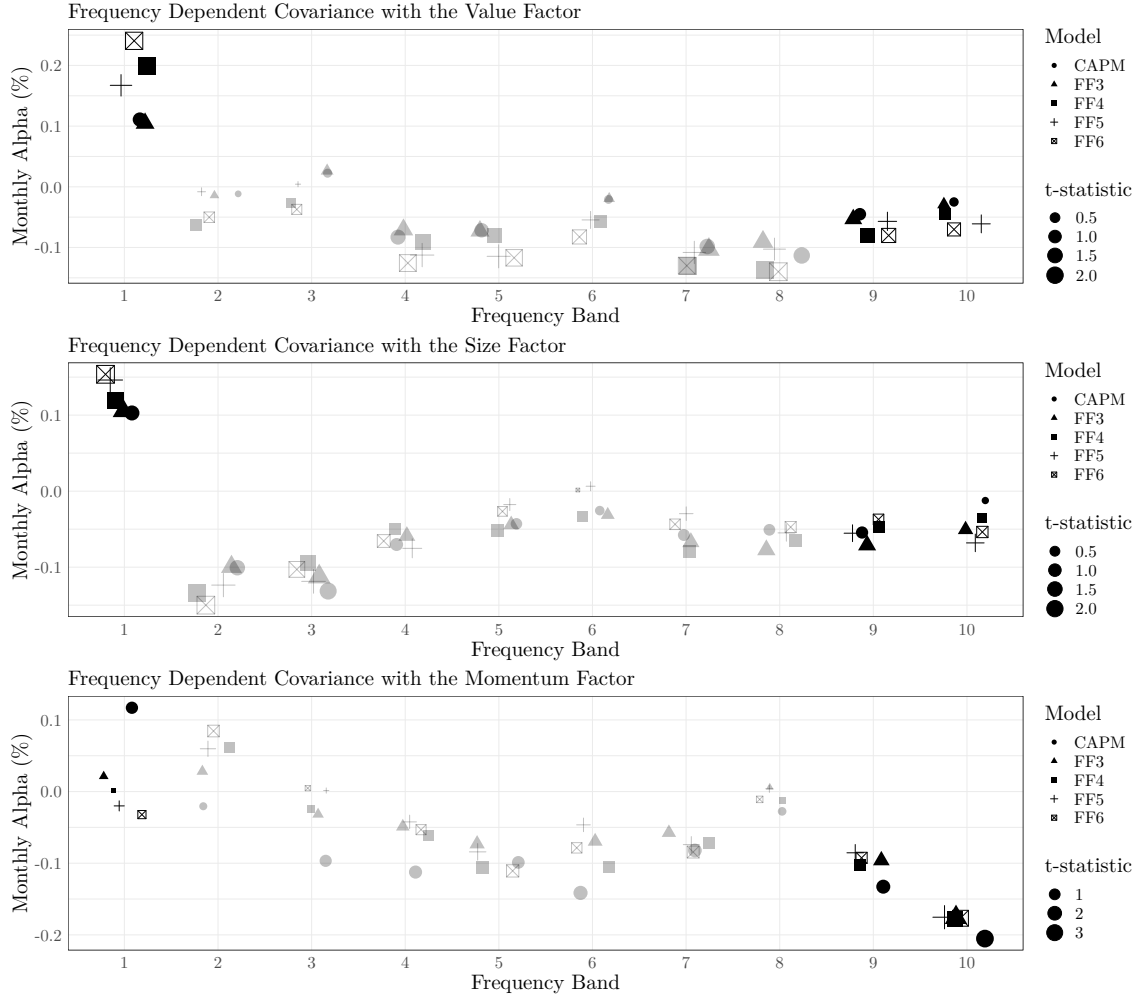 Frequency Dependent Covariance with the Value Factor
Monthly Alpha (%)
0.2
0.1
0.0
-0.1
1 2 3 4 5 6 7 8 9 10
Frequency Band
Model
CAPM
FF3
FF4
FF5
FF6
t-statistic
0.5
1.0
1.5
2.0
Frequency Dependent Covariance with the Size Factor
Monthly Alpha (%)
0.1
0.0
-0.1
1 2 3 4 5 6 7 8 9 10
Frequency Band
Model
CAPM
FF3
FF4
FF5
FF6
t-statistic
0.5
1.0
1.5
2.0
Frequency Dependent Covariance with the Momentum Factor
Monthly Alpha (%)
0.1
0.0
-0.1
-0.2
1 2 3 4 5 6 7 8 9 10
Frequency Band
Model
CAPM
FF3
FF4
FF5
FF6
t-statistic
1
2
3